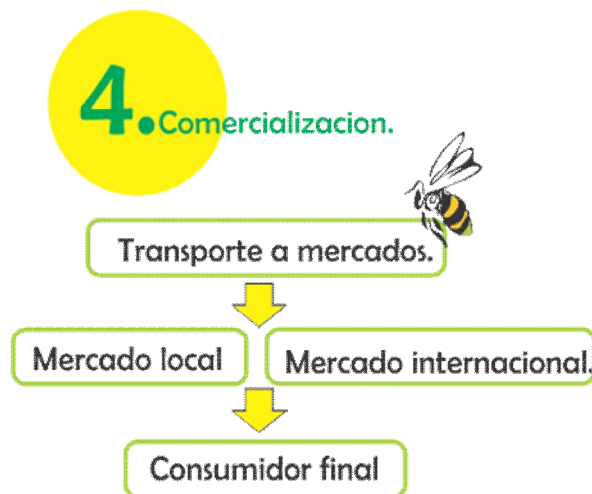 4.Comercializacion.
Transporte a mercados.
Mercado local
Mercado internacional.
Consumidor final